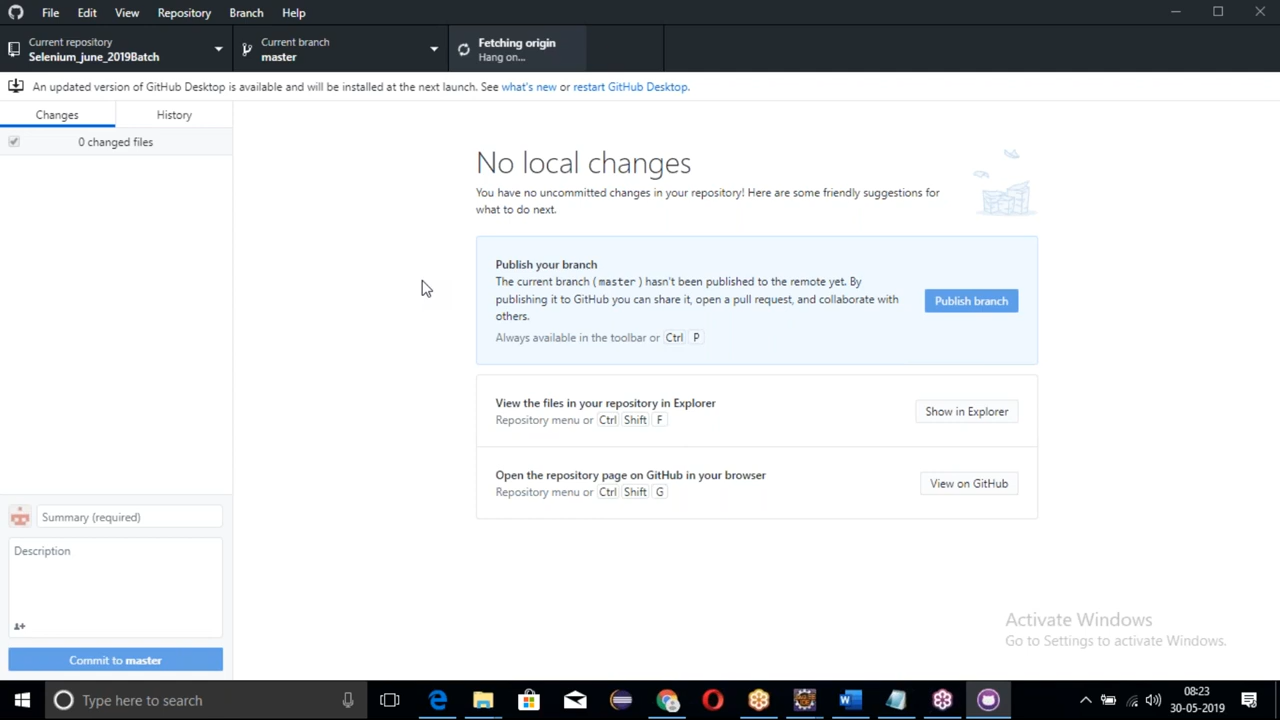 File Edit View Repository Branch Help
Current repository
Selenium_june_2019Batch
Current branch
master
Fetching origin
Hang on...
An updated version of GitHub Desktop is available and will be installed at the next launch. See what's new or restart GitHub Desktop.
Changes
History
0 changed files
No local changes
You have no uncommitted changes in your repository! Here are some friendly suggestions for
what to do next.
Publish your branch
The current branch (master) hasn't been published to the remote yet. By
publishing it to GitHub you can share it, open a pull request, and collaborate with
others.
Always available in the toolbar or Ctrl P
Publish branch
View the files in your repository in Explorer
Repository menu or Ctrl Shift F
Show in Explorer
Open the repository page on GitHub in your browser
Repository menu or Ctrl Shift G
View on GitHub
Summary (required)
Description
Commit to master
Activate Windows
Go to Settings to activate Windows.
Type here to search
08:23
30-05-2019